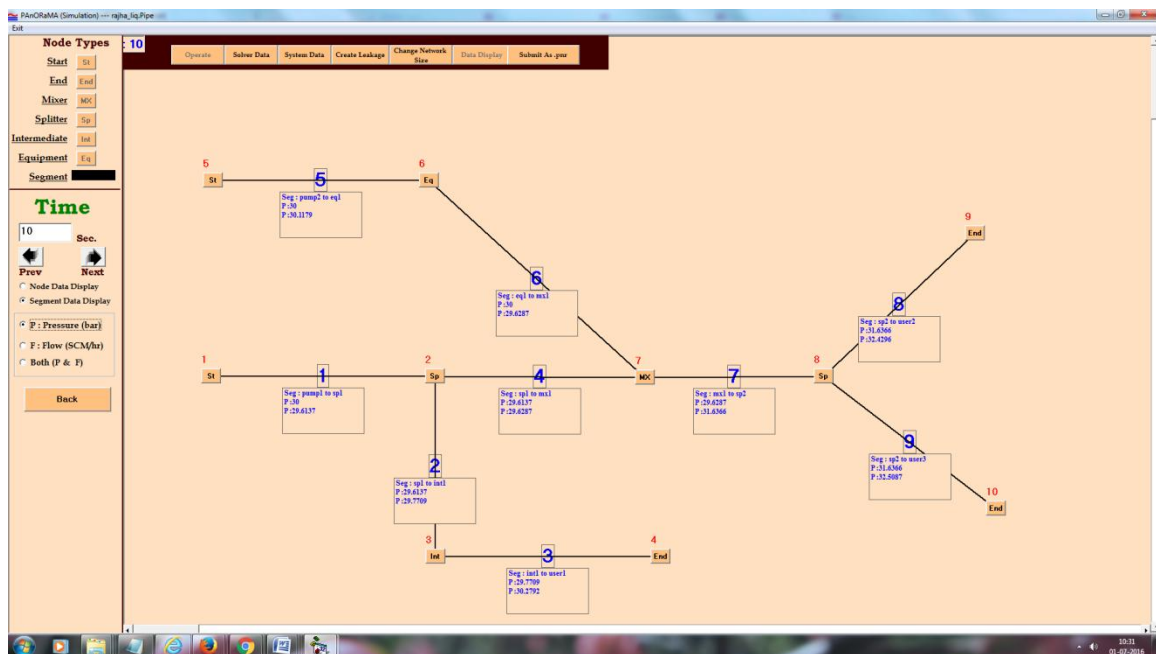 PAnORaMA (Simulation) --- rajha_liq.Pipe
Exit
Node Types
Start St
End End
Mixer MX
Splitter Sp
Intermediate Int
Equipment Eq
Segment
: 10
Operate
Solver Data
System Data
Create Leakage
Change Network Size
Data Display
Submit As .pnr
Time
10 Sec.
Prev Next
Node Data Display
Segment Data Display
P : Pressure (bar)
F : Flow (SCM/hr)
Both (P & F)
Back
5
St
5
Seg : pump2 to eq1
P :30
P :30.1179
6
Eq
6
Seg : eq1 to mx1
P :30
P :29.6287
1
St
1
Seg : pump1 to sp1
P :30
P :29.6137
2
Sp
4
Seg : sp1 to mx1
P :29.6137
P :29.6287
7
MX
7
Seg : mx1 to sp2
P :29.6287
P :31.6366
8
Sp
8
Seg : sp2 to user2
P :31.6366
P :32.4296
9
End
9
Seg : sp2 to user3
P :31.6366
P :32.5087
10
End
2
Seg : sp1 to int1
P :29.6137
P :29.7709
3
Int
3
Seg : int1 to user1
P :29.7709
P :30.2792
4
End
10:31
01-07-2016